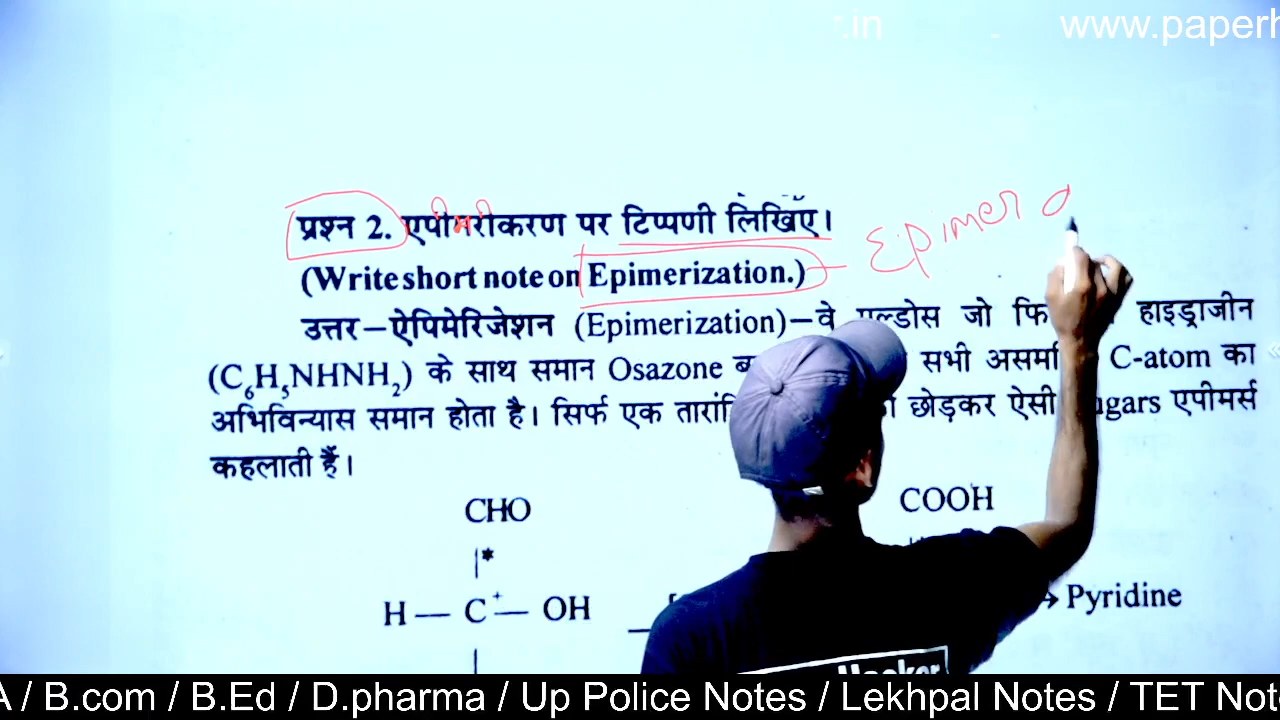 .in www.paperh
प्रश्न 2. एपीमरीकरण पर टिप्पणी लिखिए।
(Write short note on Epimerization.)
Epimer
उत्तर–ऐपिमेरिजेशन (Epimerization)–वे एल्डोस जो हाइड्राजीन
(C₆H₅NHNH₂) के साथ समान Osazone सभी C-atom का
अभिविन्यास समान होता है। सिर्फ एक छोड़कर ऐसी एपीमर्स
कहलाती हैं।
CHO
COOH
*
H — C⁺ — OH
Pyridine
/ B.com / B.Ed / D.pharma / Up Police Notes / Lekhpal Notes / TET Not